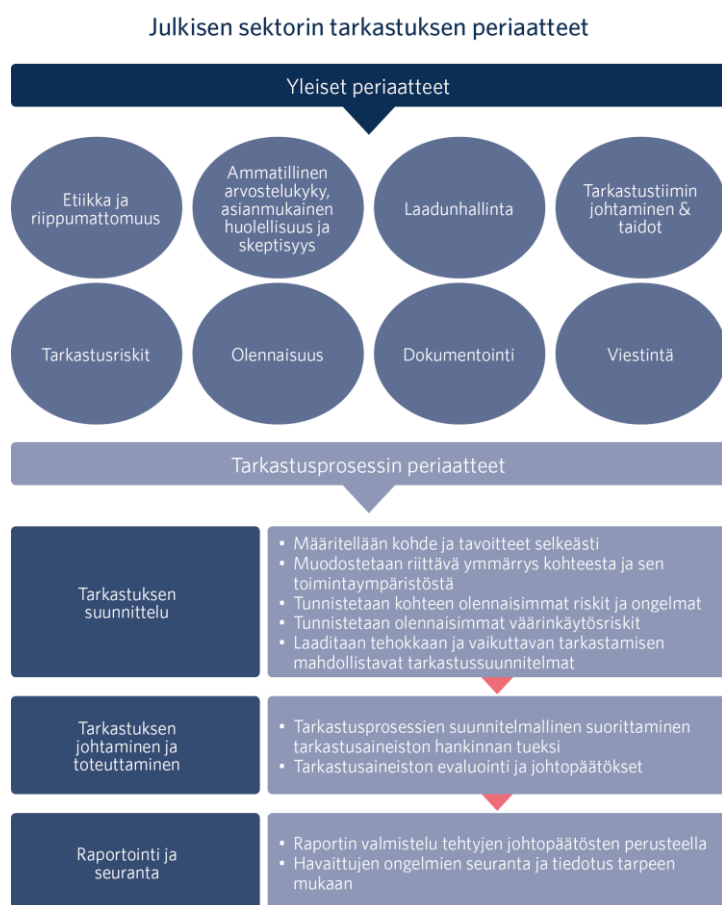 Julkisen sektorin tarkastuksen periaatteet
Yleiset periaatteet
Etiikka ja
riippumattomuus
Ammatillinen
arvostelukyky,
asianmukainen
huolellisuus ja
skeptisyys
Laadunhallinta
Tarkastustiimin
johtaminen &
taidot
Tarkastusriskit
Olennaisuus
Dokumentointi
Viestintä
Tarkastusprosessin periaatteet
Tarkastuksen
suunnittelu
• Määritellään kohde ja tavoitteet selkeästi
• Muodostetaan riittävä ymmärrys kohteesta ja sen
toimintaympäristöstä
• Tunnistetaan kohteen olennaisimmat riskit ja ongelmat
• Tunnistetaan olennaisimmat väärinkäytösriskit
• Laaditaan tehokkaan ja vaikuttavan tarkastamisen
mahdollistavat tarkastussuunnitelmat
Tarkastuksen
johtaminen ja
toteuttaminen
• Tarkastusprosessien suunnitelmallinen suorittaminen
tarkastusaineiston hankinnan tueksi
• Tarkastusaineiston evaluointi ja johtopäätökset
Raportointi ja
seuranta
• Raportin valmistelu tehtyjen johtopäätösten perusteella
• Havaittujen ongelmien seuranta ja tiedotus tarpeen
mukaan